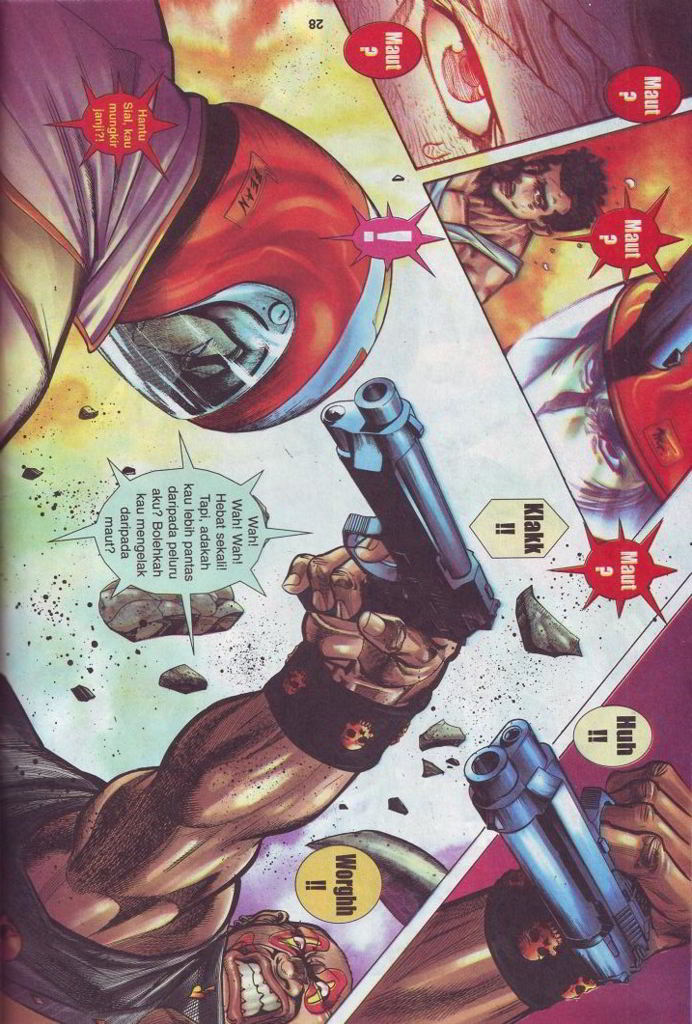 Maut
?
Maut
?
Maut
?
Maut
?
Huh
!!
Klakk
!!
!
Worghh
!!
Wah!
Wah! Wah!
Hebat sekali!
Tapi, adakah
kau lebih pantas
daripada peluru
aku? Bolehkah
kau mengelak
daripada
maut?
Hantu
Sial, kau
mungkir
janji?!
28